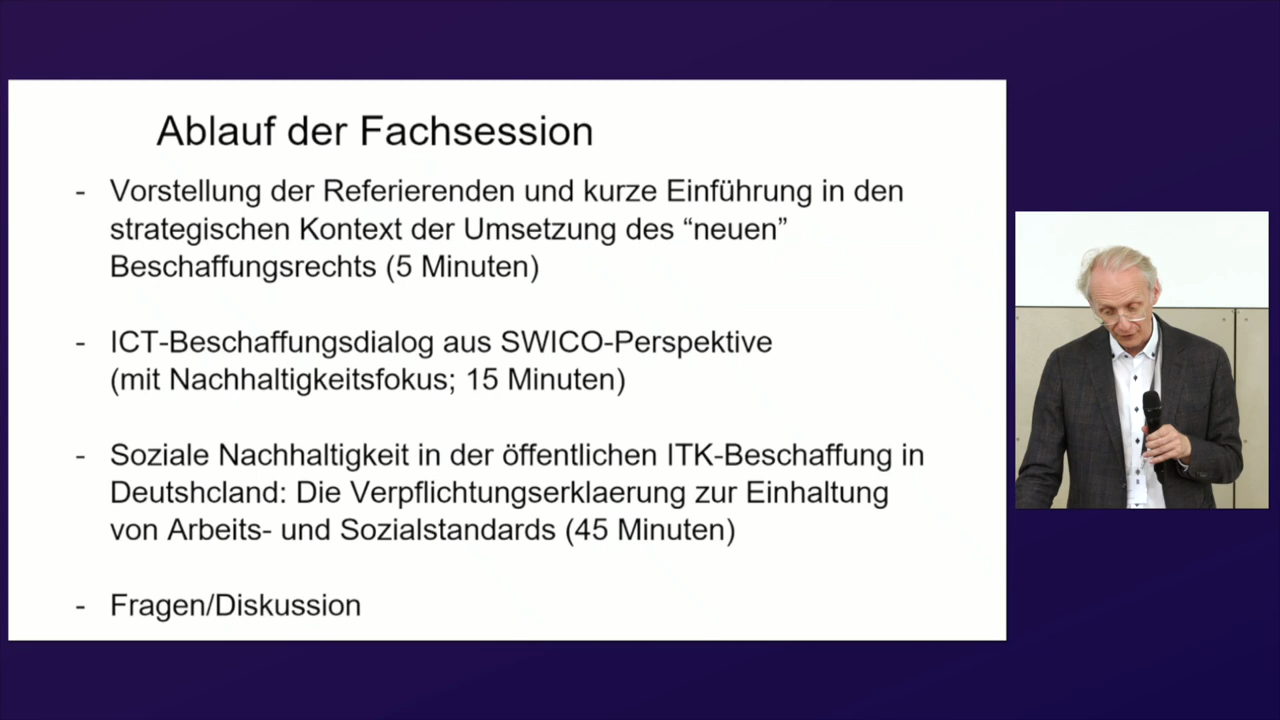 Ablauf der Fachsession
- Vorstellung der Referierenden und kurze Einführung in den
strategischen Kontext der Umsetzung des “neuen”
Beschaffungsrechts (5 Minuten)
- ICT-Beschaffungsdialog aus SWICO-Perspektive
(mit Nachhaltigkeitsfokus; 15 Minuten)
- Soziale Nachhaltigkeit in der öffentlichen ITK-Beschaffung in
Deutshcland: Die Verpflichtungserklaerung zur Einhaltung
von Arbeits- und Sozialstandards (45 Minuten)
- Fragen/Diskussion